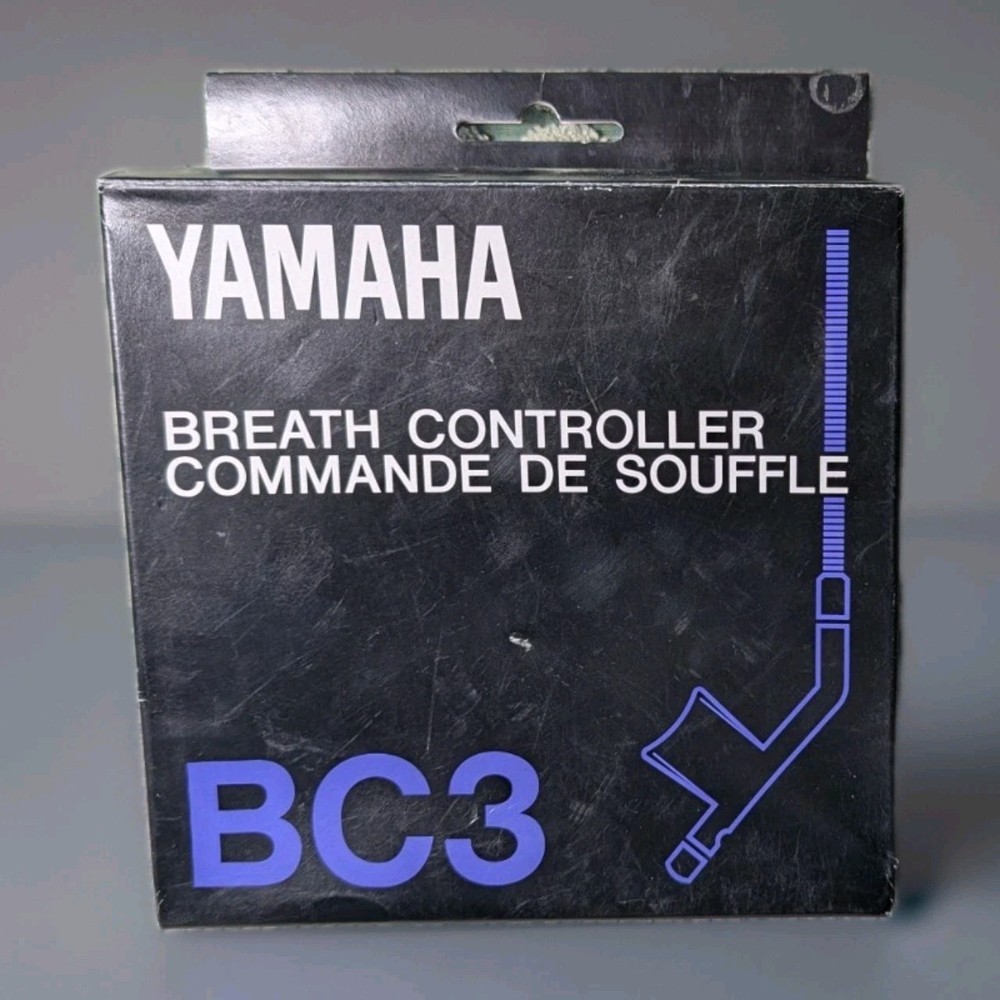 YAMAHA
BREATH CONTROLLER
COMMANDE DE SOUFFLE
BC3